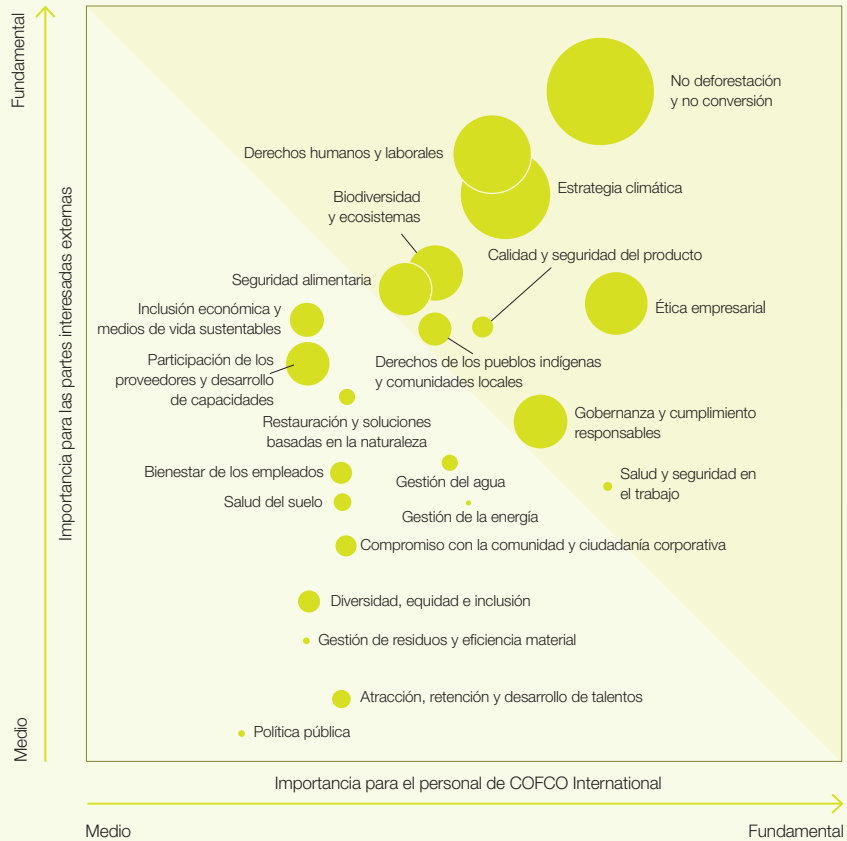 Fundamental
Importancia para las partes interesadas externas
Medio
No deforestación
y no conversión
Derechos humanos y laborales
Estrategia climática
Biodiversidad
y ecosistemas
Calidad y seguridad del producto
Seguridad alimentaria
Ética empresarial
Inclusión económica y
medios de vida sustentables
Derechos de los pueblos indígenas
y comunidades locales
Participación de los
proveedores y desarrollo
de capacidades
Gobernanza y cumplimiento
responsables
Restauración y soluciones
basadas en la naturaleza
Bienestar de los empleados
Gestión del agua
Salud y seguridad en
el trabajo
Salud del suelo
Gestión de la energía
Compromiso con la comunidad y ciudadanía corporativa
Diversidad, equidad e inclusión
Gestión de residuos y eficiencia material
Atracción, retención y desarrollo de talentos
Política pública
Importancia para el personal de COFCO International
Medio
Fundamental